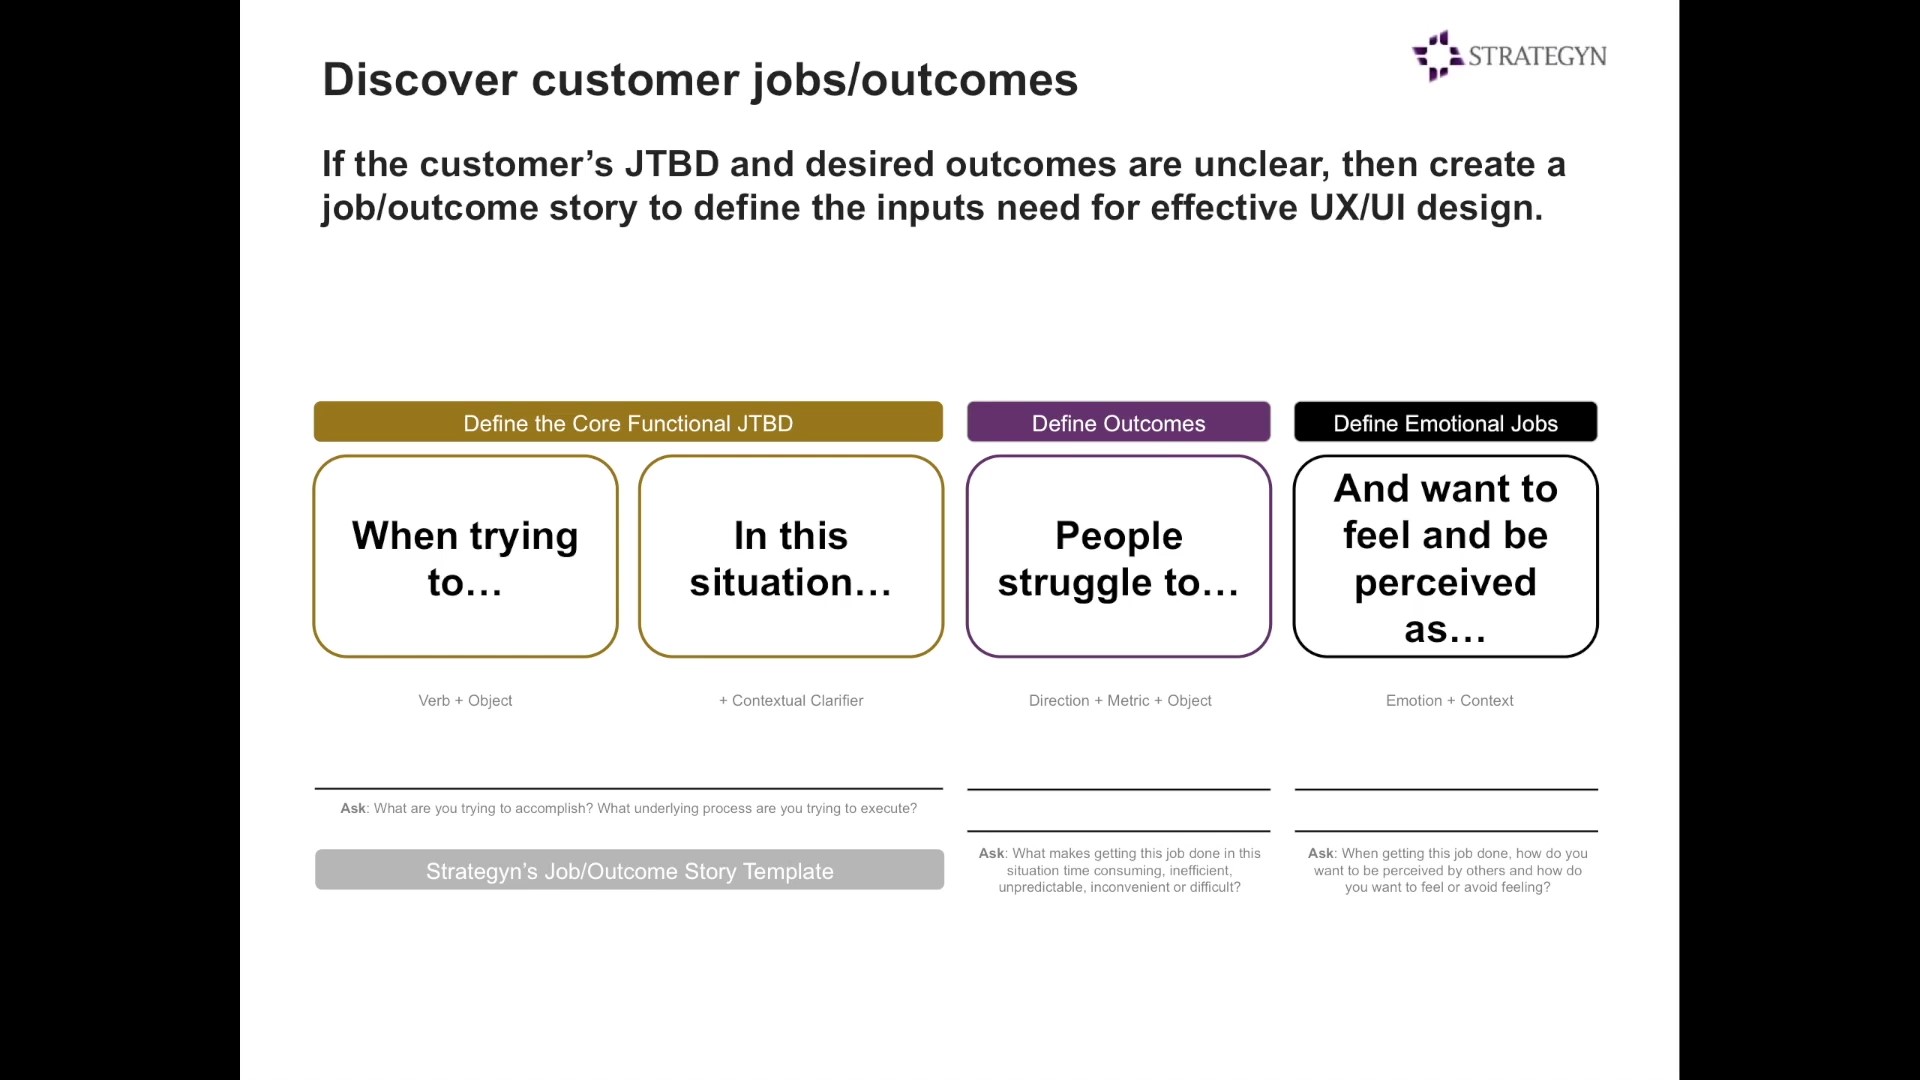 STRATEGYN
Discover customer jobs/outcomes
If the customer’s JTBD and desired outcomes are unclear, then create a
job/outcome story to define the inputs need for effective UX/UI design.
Define the Core Functional JTBD
Define Outcomes
Define Emotional Jobs
When trying
to…
In this
situation…
People
struggle to…
And want to
feel and be
perceived
as…
Verb + Object
+ Contextual Clarifier
Direction + Metric + Object
Emotion + Context
Ask: What are you trying to accomplish? What underlying process are you trying to execute?
Strategyn’s Job/Outcome Story Template
Ask: What makes getting this job done in this
situation time consuming, inefficient,
unpredictable, inconvenient or difficult?
Ask: When getting this job done, how do you
want to be perceived by others and how do
you want to feel or avoid feeling?